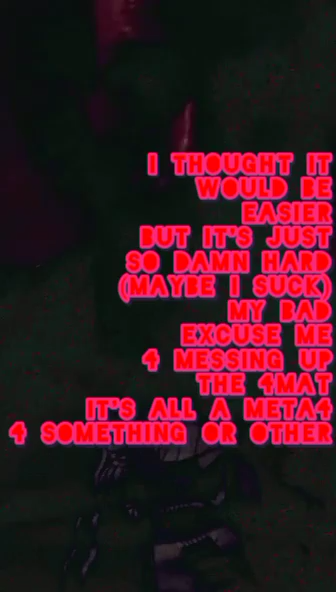 I THOUGHT IT
WOULD BE
EASIER
BUT IT'S JUST
SO DAMN HARD
(MAYBE I SUCK)
MY BAD
EXCUSE ME
4 MESSING UP
THE 4MAT
IT'S ALL A META4
4 SOMETHING OR OTHER